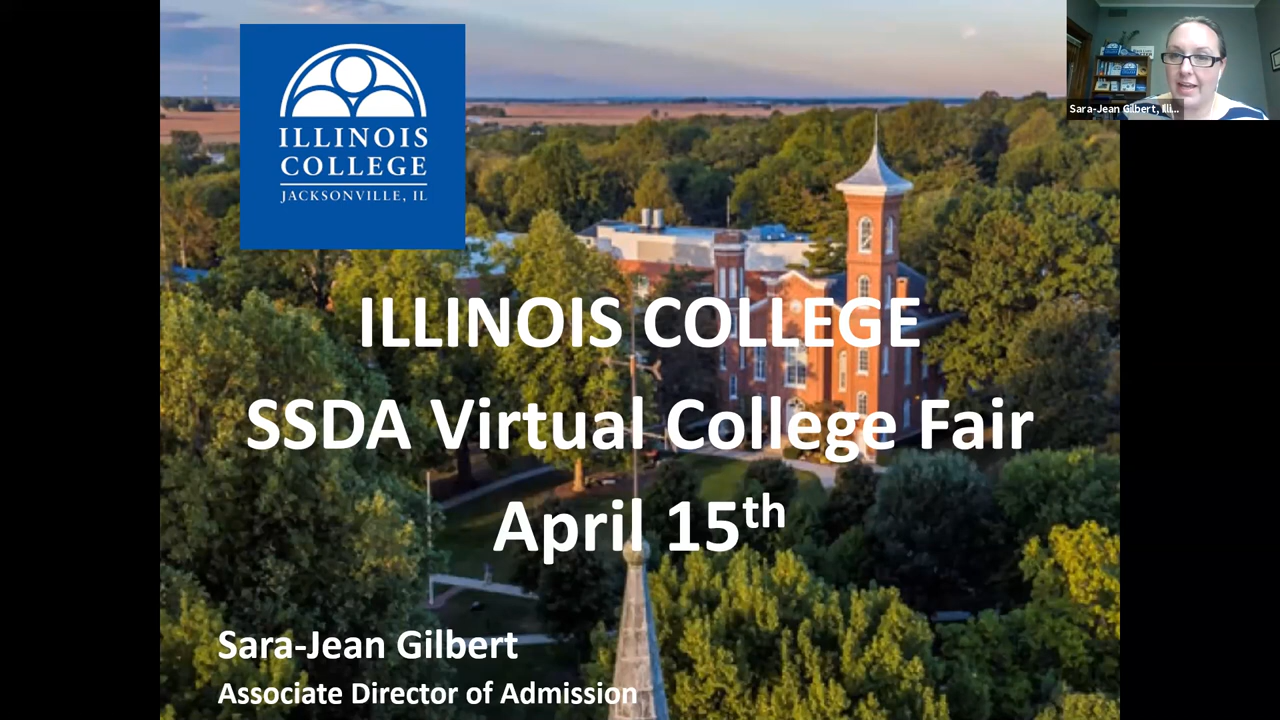 ILLINOIS
COLLEGE
JACKSONVILLE, IL
Sara-Jean Gilbert, Illi...
ILLINOIS COLLEGE
SSDA Virtual College Fair
April 15th
Sara-Jean Gilbert
Associate Director of Admission